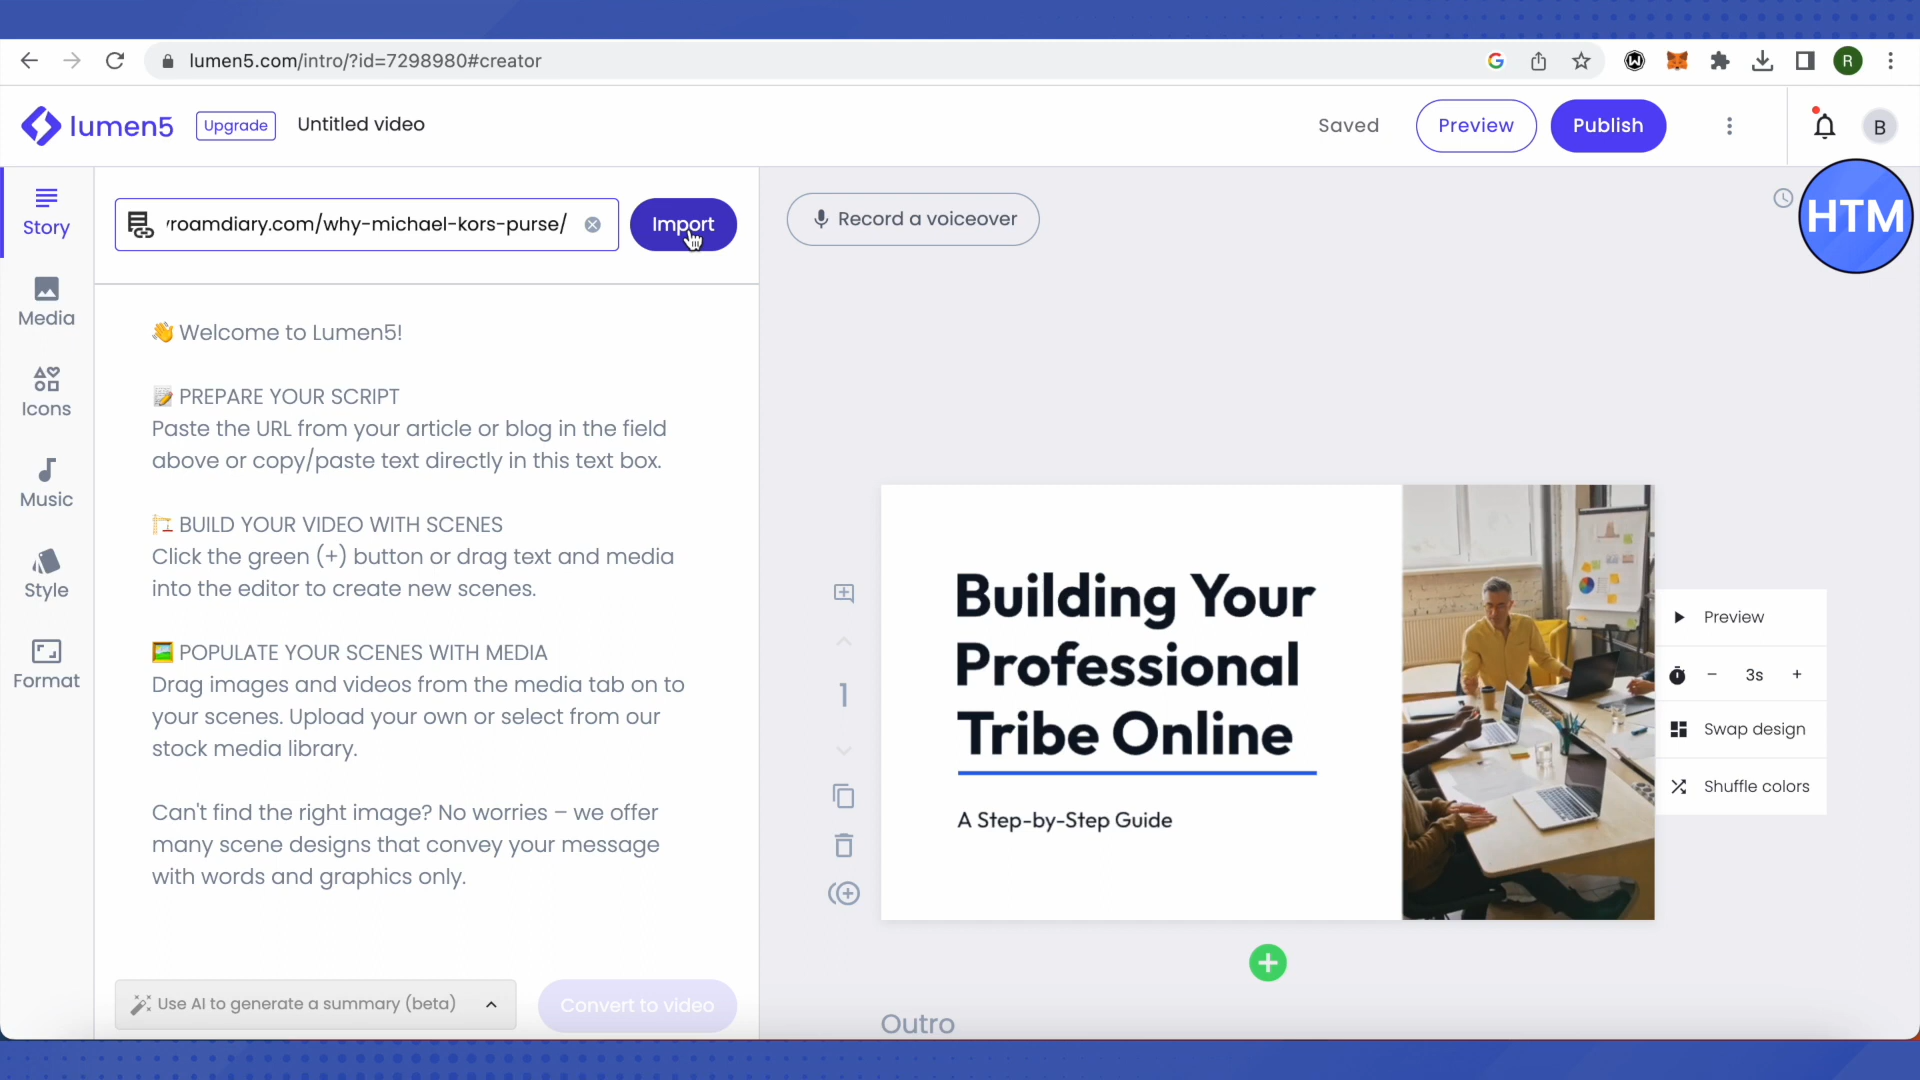 lumen5.com/intro/?id=7298980#creator
R
lumen5
Upgrade
Untitled video
Saved
Preview
Publish
B
HTM
Story
Media
Icons
Music
Style
Format
roamdiary.com/why-michael-kors-purse/
Import
Record a voiceover
👋 Welcome to Lumen5!
📝 PREPARE YOUR SCRIPT
Paste the URL from your article or blog in the field
above or copy/paste text directly in this text box.
🏗️ BUILD YOUR VIDEO WITH SCENES
Click the green (+) button or drag text and media
into the editor to create new scenes.
🖼️ POPULATE YOUR SCENES WITH MEDIA
Drag images and videos from the media tab on to
your scenes. Upload your own or select from our
stock media library.
Can't find the right image? No worries – we offer
many scene designs that convey your message
with words and graphics only.
Use AI to generate a summary (beta)
Convert to video
1
Building Your
Professional
Tribe Online
A Step-by-Step Guide
Preview
− 3s +
Swap design
Shuffle colors
Outro